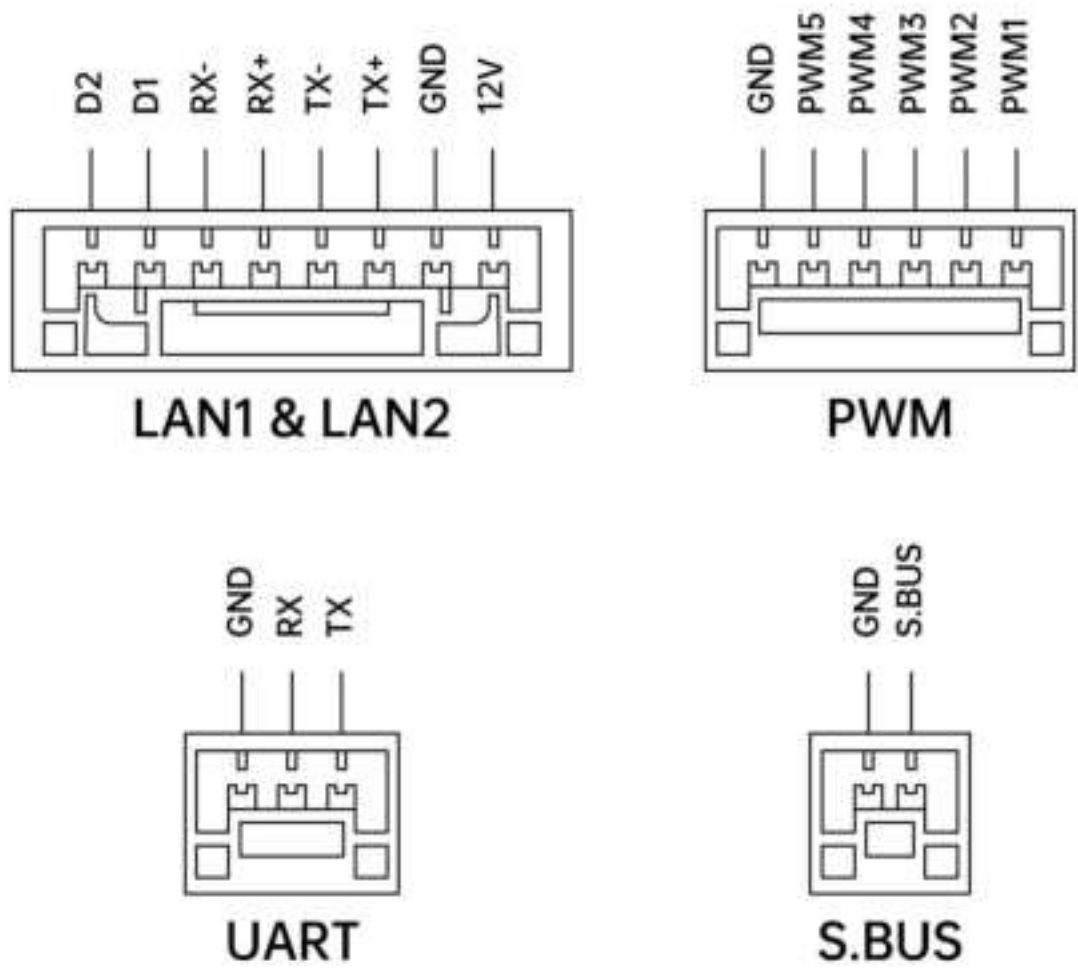 D2
D1
RX-
RX+
TX-
TX+
GND
12V
LAN1 & LAN2
GND
PWM5
PWM4
PWM3
PWM2
PWM1
PWM
GND
RX
TX
UART
GND
S.BUS
S.BUS